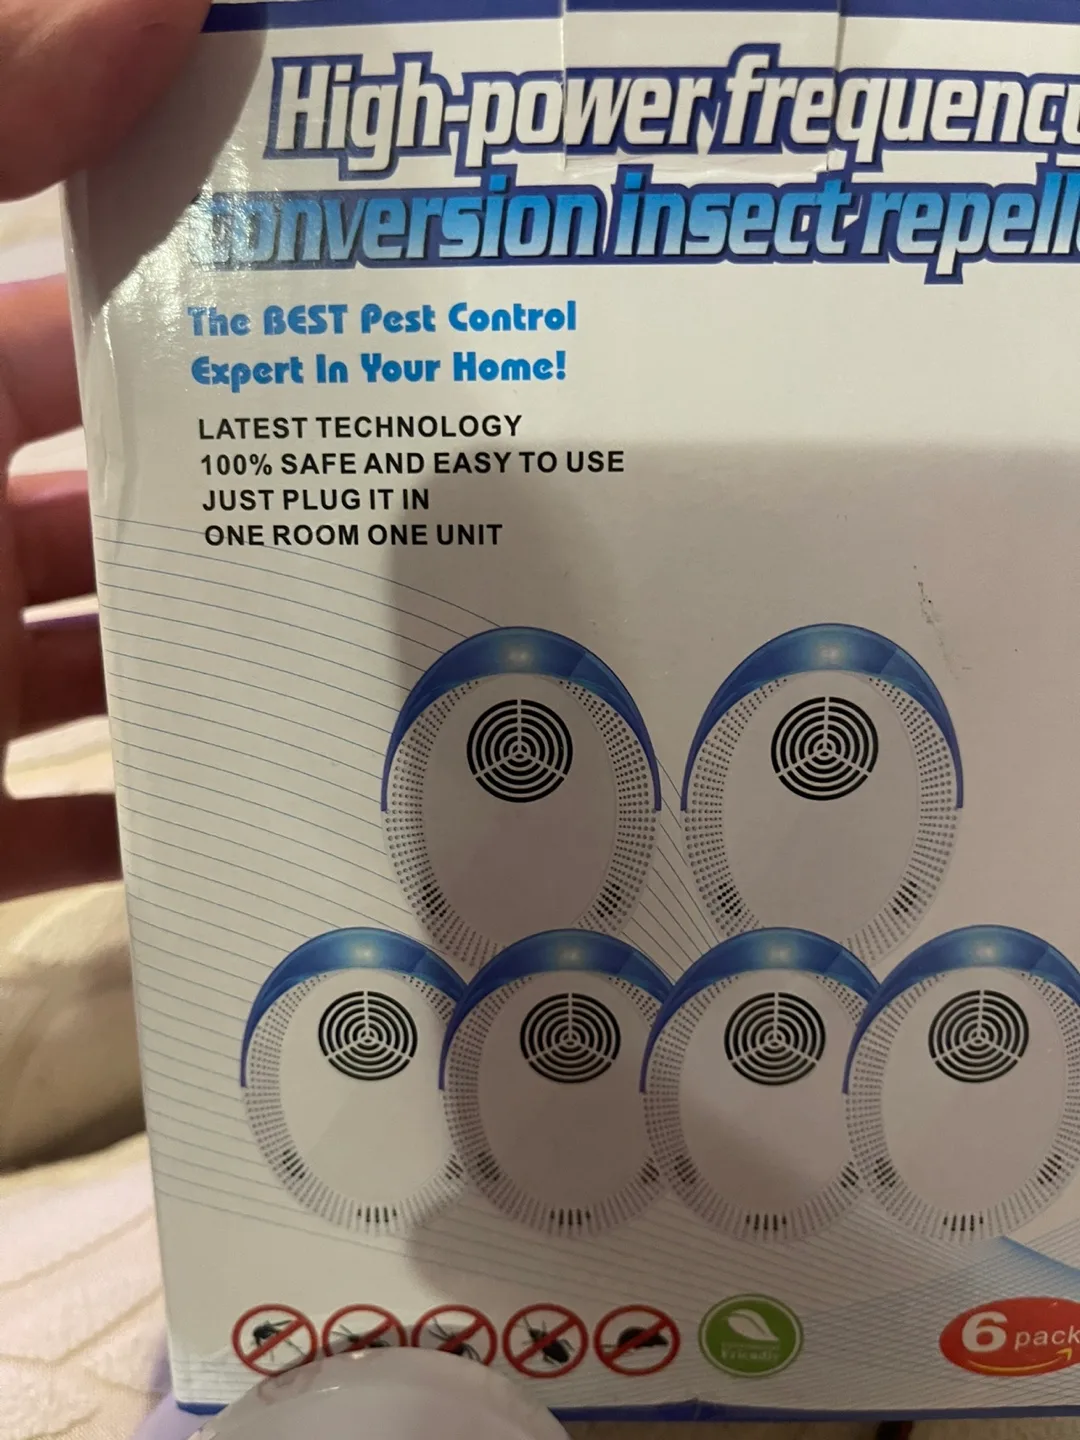 High-power frequency
conversion insect repell
The BEST Pest Control
Expert In Your Home!
LATEST TECHNOLOGY
100% SAFE AND EASY TO USE
JUST PLUG IT IN
ONE ROOM ONE UNIT
Friendly
6 pack